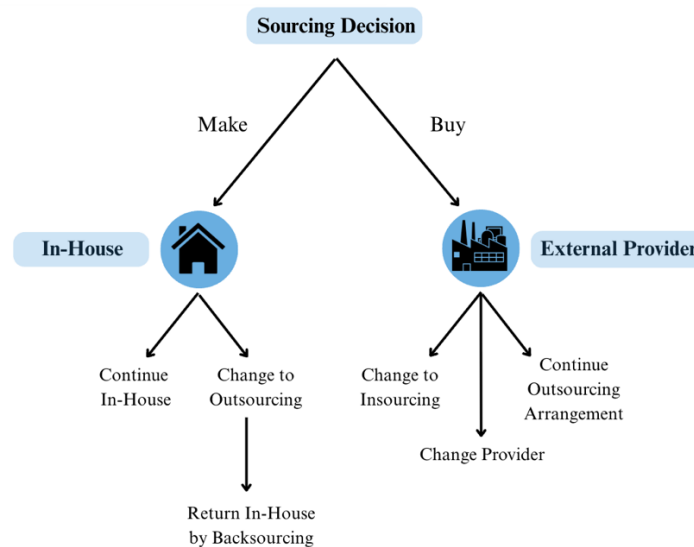 Sourcing Decision
Make
Buy
In-House
External Provider
Continue
In-House
Change to
Outsourcing
Change to
Insourcing
Continue
Outsourcing
Arrangement
Change Provider
Return In-House
by Backsourcing